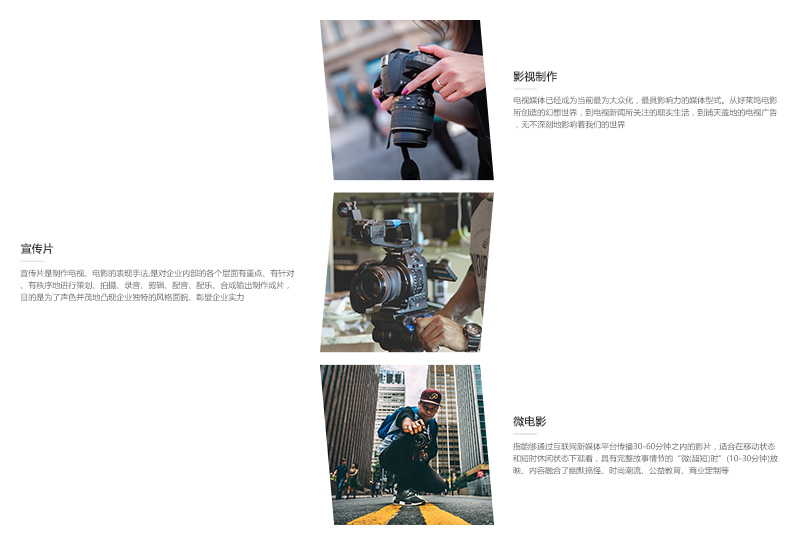 影视制作
电视媒体已经成为当前最为大众化，最具影响力的媒体型式。从好莱坞电影
所创造的幻想世界，到电视新闻所关注的现实生活，到铺天盖地的电视广告
，无不深刻地影响着我们的世界
宣传片
宣传片是制作电视、电影的表现手法,是对企业内部的各个层面有重点、有针对
、有秩序地进行策划、拍摄、录音、剪辑、配音、配乐、合成输出制作成片，
目的是为了声色并茂地凸现企业独特的风格面貌、彰显企业实力
微电影
指能够通过互联网新媒体平台传播30-60分钟之内的影片，适合在移动状态
和短时休闲状态下观看，具有完整故事情节的“微(超短)时”(10-30分钟)放
映、内容融合了幽默搞怪、时尚潮流、公益教育、商业定制等